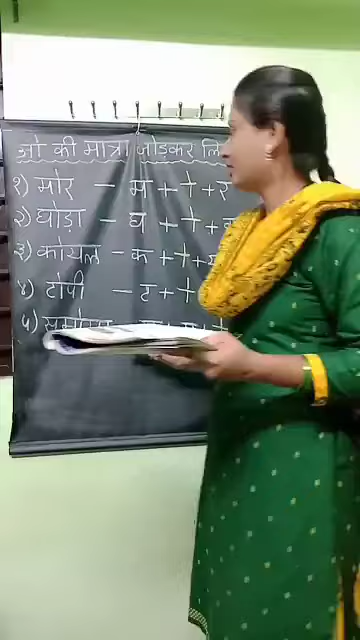 ओ की मात्रा जोड़कर
१) मोर – म + ो + र
२) घोड़ा – घ + ो +
३) कोयल – क + ो + य
४) टोपी – ट + ो
५)